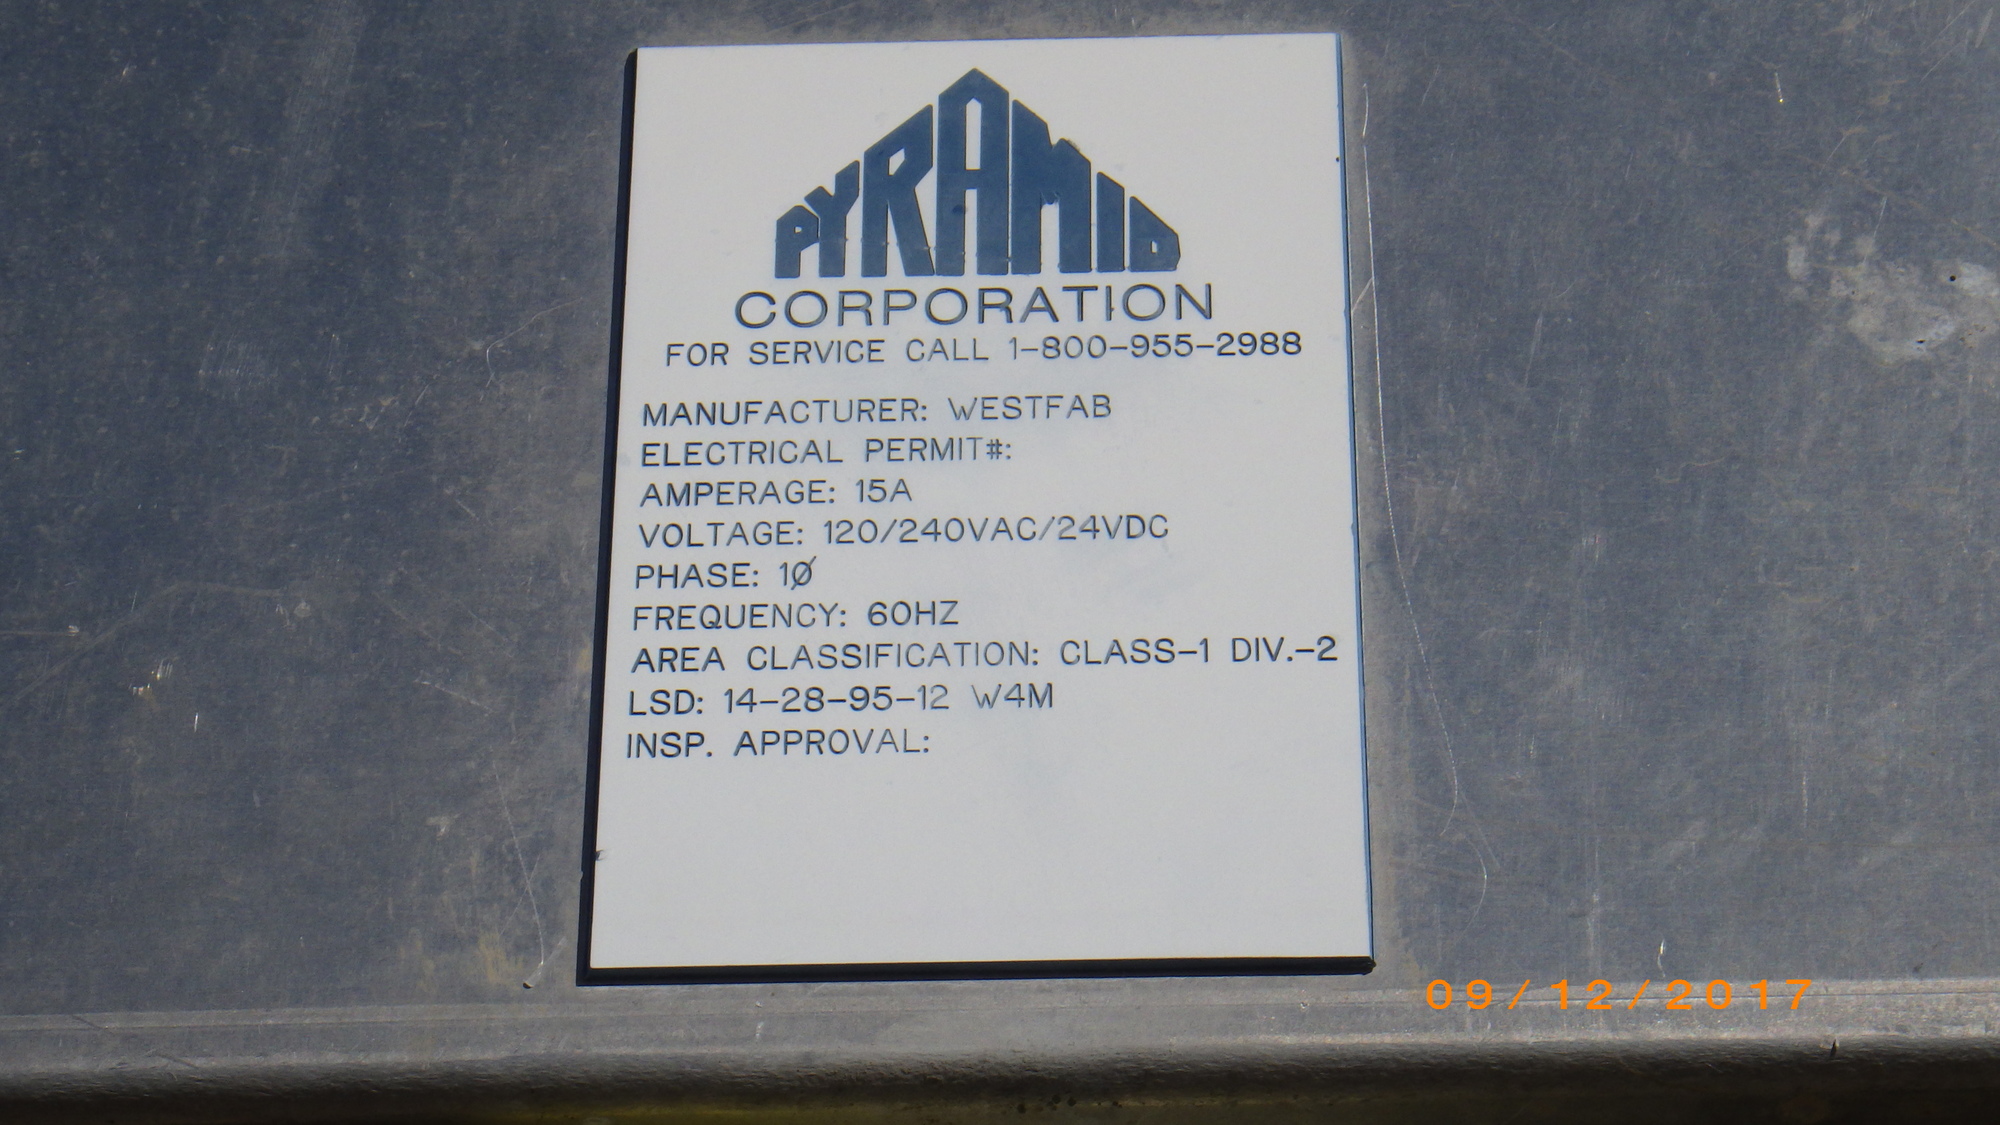 PYRAMID
CORPORATION
FOR SERVICE CALL 1-800-955-2988
MANUFACTURER: WESTFAB
ELECTRICAL PERMIT#:
AMPERAGE: 15A
VOLTAGE: 120/240VAC/24VDC
PHASE: 1Ø
FREQUENCY: 60HZ
AREA CLASSIFICATION: CLASS-1 DIV.-2
LSD: 14-28-95-12 W4M
INSP. APPROVAL:
09/12/2017